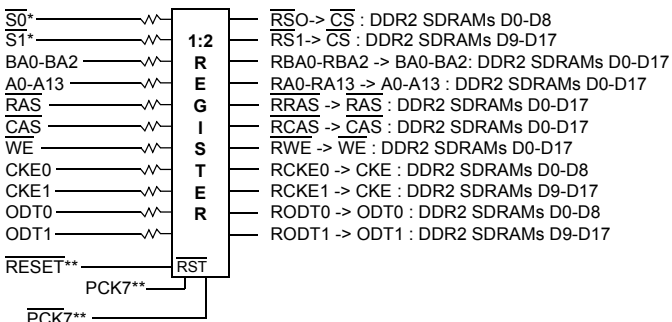 S0*
S1*
BA0-BA2
A0-A13
RAS
CAS
WE
CKE0
CKE1
ODT0
ODT1
RESET**
PCK7**
PCK7**
1:2
R
E
G
I
S
T
E
R
RST
RSO-> CS : DDR2 SDRAMs D0-D8
RS1-> CS : DDR2 SDRAMs D9-D17
RBA0-RBA2 -> BA0-BA2: DDR2 SDRAMs D0-D17
RA0-RA13 -> A0-A13 : DDR2 SDRAMs D0-D17
RRAS -> RAS : DDR2 SDRAMs D0-D17
RCAS -> CAS : DDR2 SDRAMs D0-D17
RWE -> WE : DDR2 SDRAMs D0-D17
RCKE0 -> CKE : DDR2 SDRAMs D0-D8
RCKE1 -> CKE : DDR2 SDRAMs D9-D17
RODT0 -> ODT0 : DDR2 SDRAMs D0-D8
RODT1 -> ODT1 : DDR2 SDRAMs D9-D17